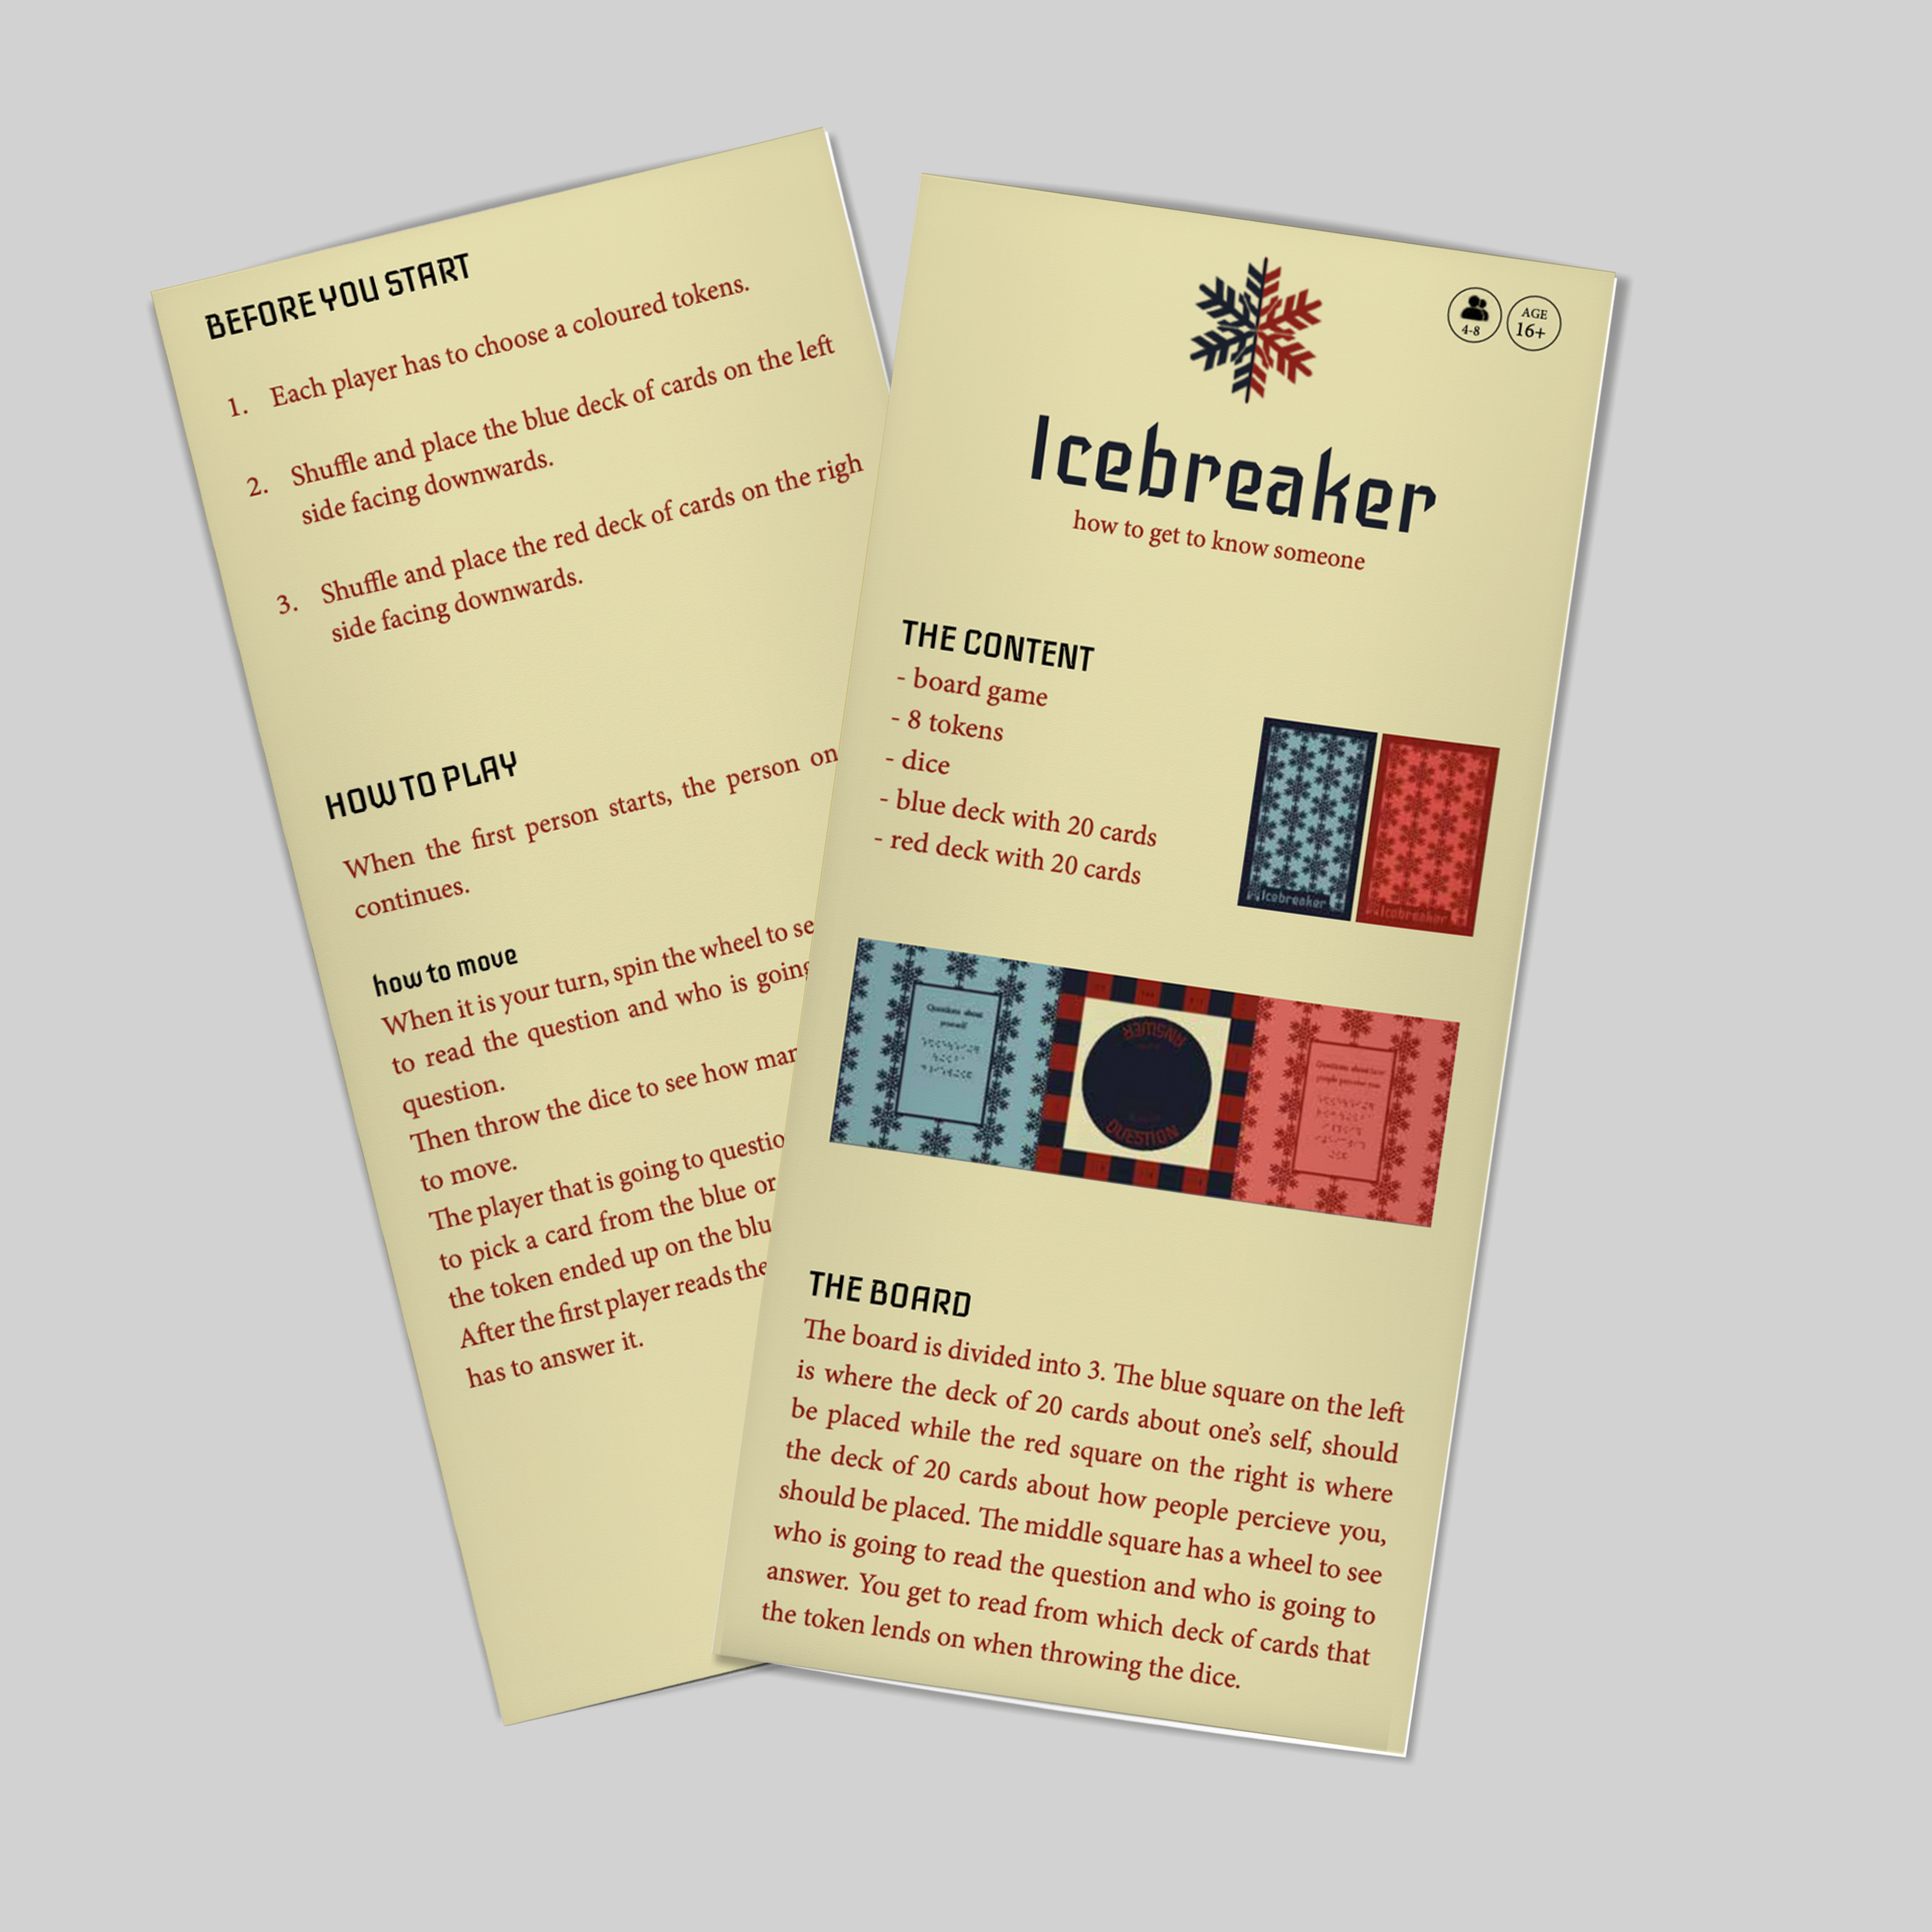 BEFORE YOU START
1. Each player has to choose a coloured tokens.
2. Shuffle and place the blue deck of cards on the left
side facing downwards.
3. Shuffle and place the red deck of cards on the righ
side facing downwards.
HOW TO PLAY
When the first person starts, the person on
continues.
how to move
When it is your turn, spin the wheel to se
to read the question and who is going
question.
Then throw the dice to see how man
to move.
The player that is going to questio
to pick a card from the blue or
the token ended up on the blu
After the first player reads the
has to answer it.
4-8
AGE
16+
Icebreaker
how to get to know someone
THE CONTENT
- board game
- 8 tokens
- dice
- blue deck with 20 cards
- red deck with 20 cards
Icebreaker
Icebreaker
Questions about
yourself
ANSWER
QUESTION
Questions about how
people perceive you
THE BOARD
The board is divided into 3. The blue square on the left
is where the deck of 20 cards about one's self, should
be placed while the red square on the right is where
the deck of 20 cards about how people percieve you,
should be placed. The middle square has a wheel to see
who is going to read the question and who is going to
answer. You get to read from which deck of cards that
the token lends on when throwing the dice.